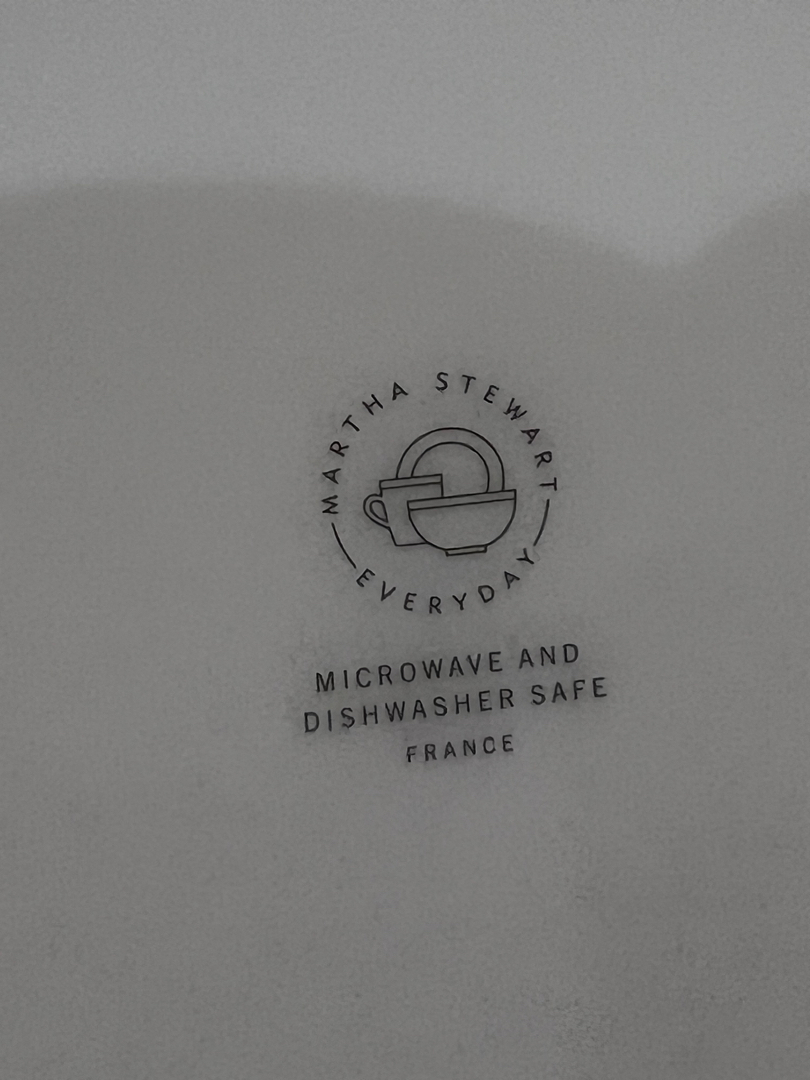 MARTHA STEWART
EVERYDAY
MICROWAVE AND
DISHWASHER SAFE
FRANCE